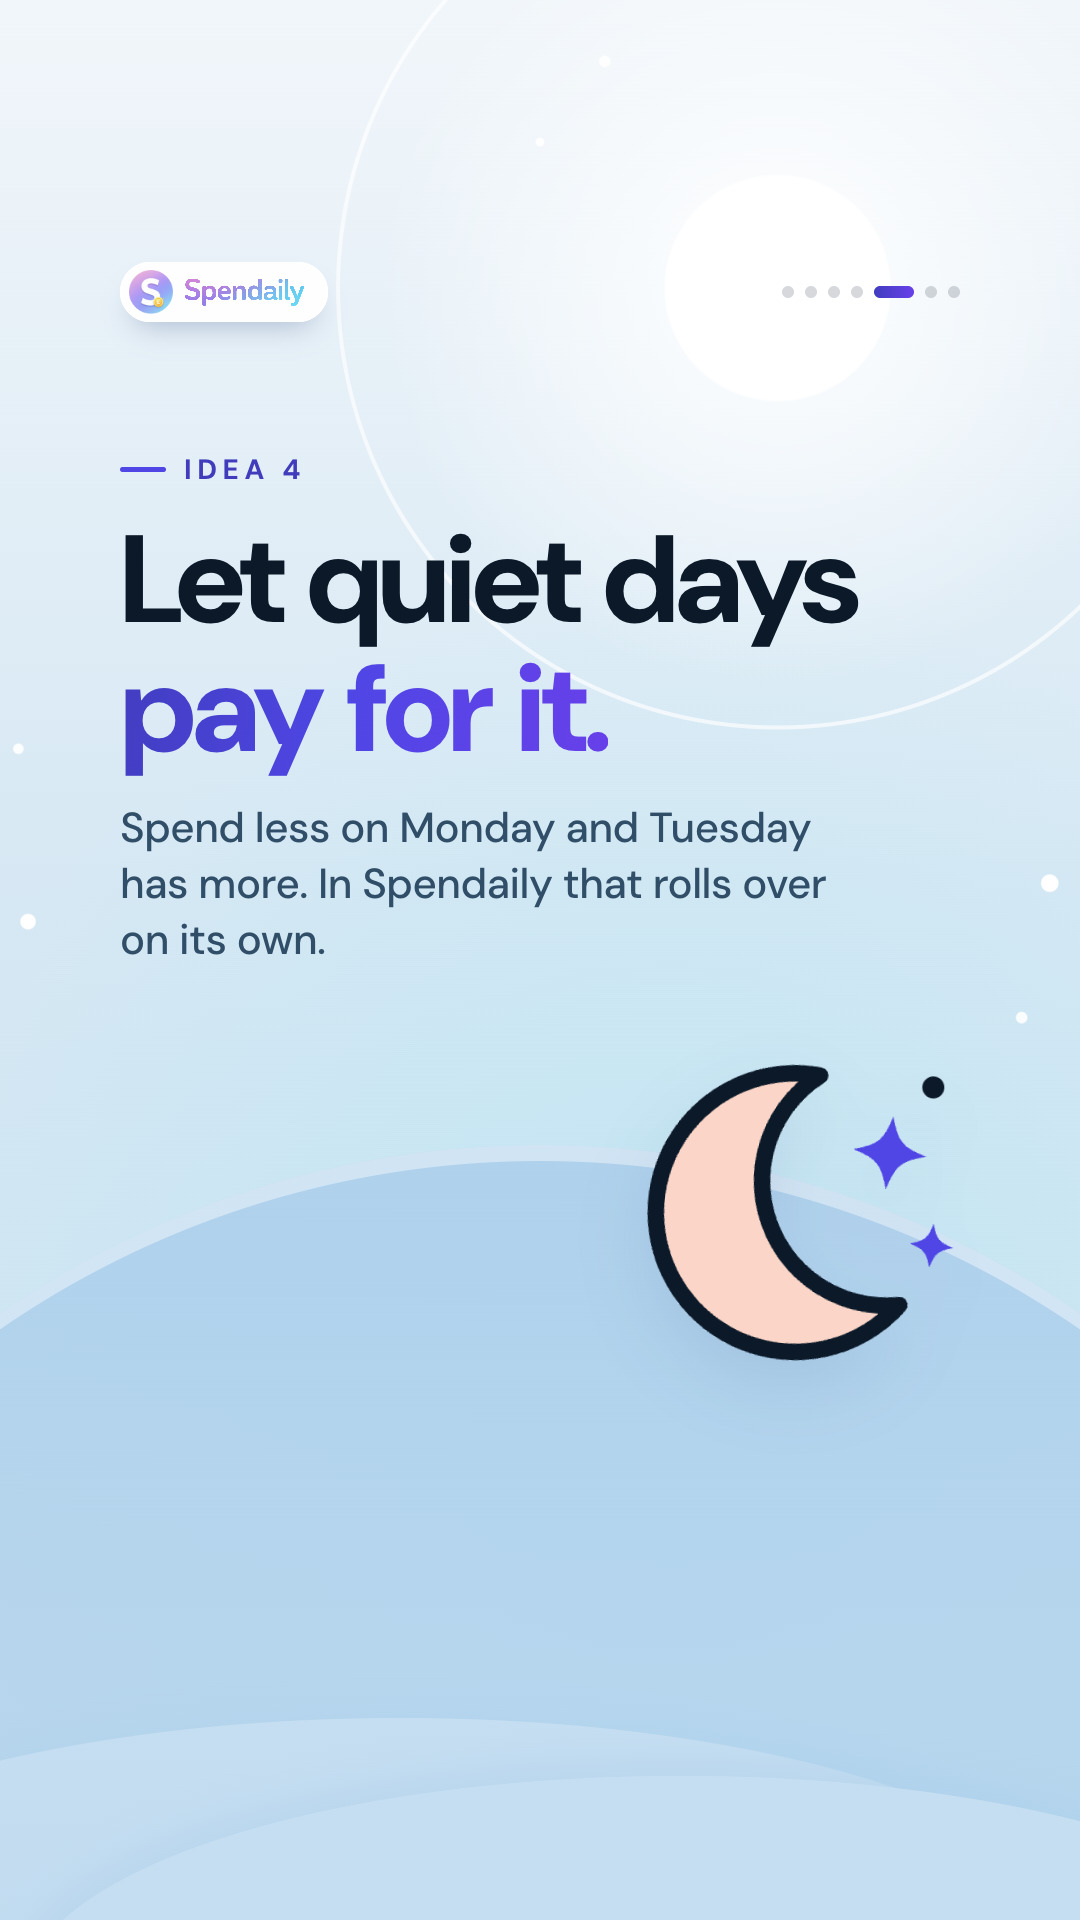 Spendaily
IDEA 4
Let quiet days
pay for it.
Spend less on Monday and Tuesday
has more. In Spendaily that rolls over
on its own.